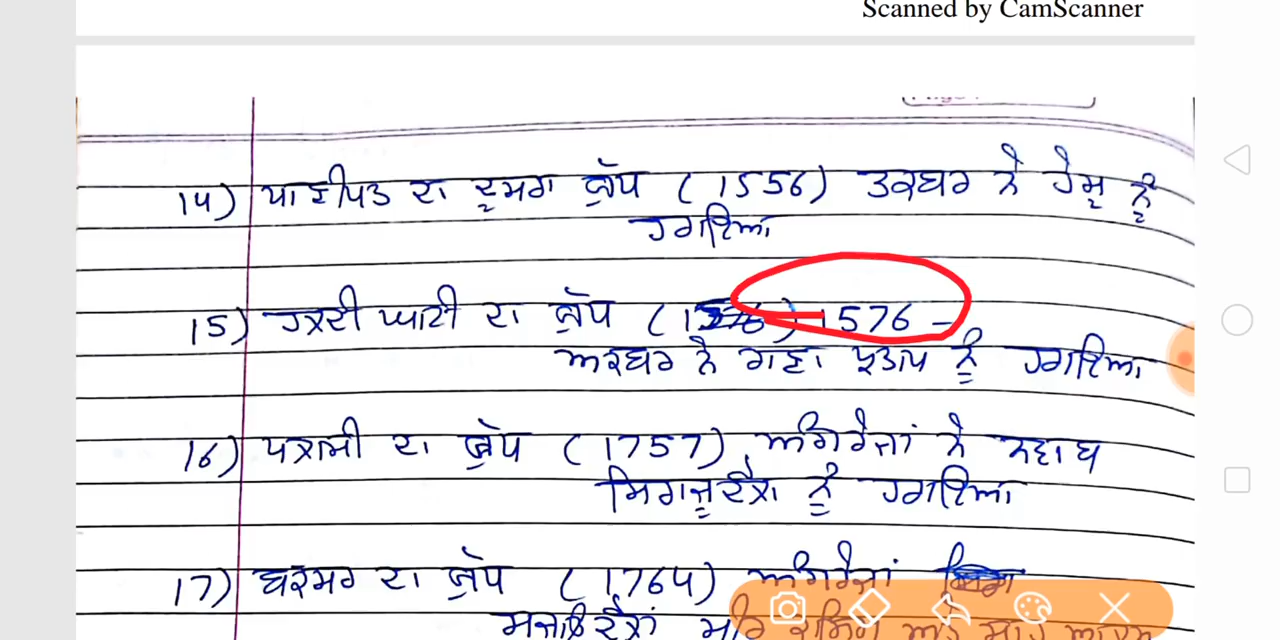 Scanned by CamScanner
14) ਪਾਣੀਪਤ ਦਾ ਦੂਸਰਾ ਯੁੱਧ (1556) ਅਕਬਰ ਨੇ ਹੇਮੂ ਨੂੰ
ਹਰਾਇਆ
15) ਹਲਦੀ ਘਾਟੀ ਦਾ ਯੁੱਧ (1576) 1576 –
ਅਕਬਰ ਨੇ ਰਾਣਾ ਪ੍ਰਤਾਪ ਨੂੰ ਹਰਾਇਆ
16) ਪਲਾਸੀ ਦਾ ਯੁੱਧ (1757) ਅੰਗਰੇਜਾਂ ਨੇ ਨਵਾਬ
ਸਿਰਾਜੂਦੌਲਾ ਨੂੰ ਹਰਾਇਆ
17) ਬਕਸਰ ਦਾ ਯੁੱਧ (1764) ਅੰਗਰੇਜਾਂ